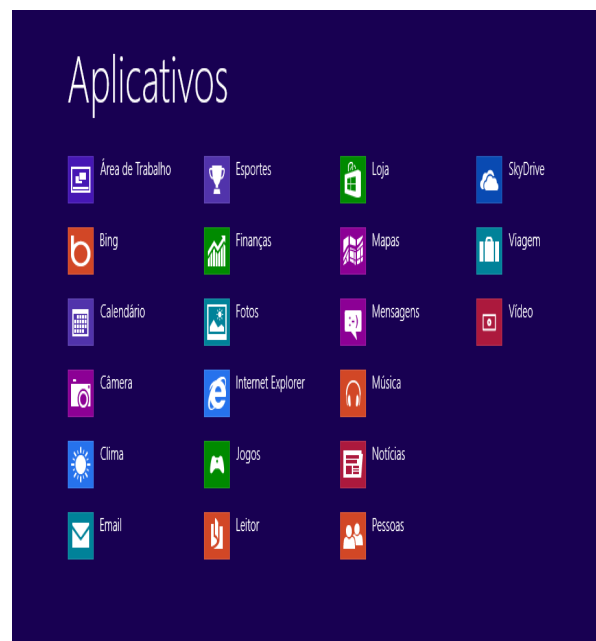 Aplicativos
Área de Trabalho
Bing
Calendário
Câmera
Clima
Email
Esportes
Finanças
Fotos
Internet Explorer
Jogos
Leitor
Loja
Mapas
Mensagens
Música
Notícias
Pessoas
SkyDrive
Viagem
Vídeo